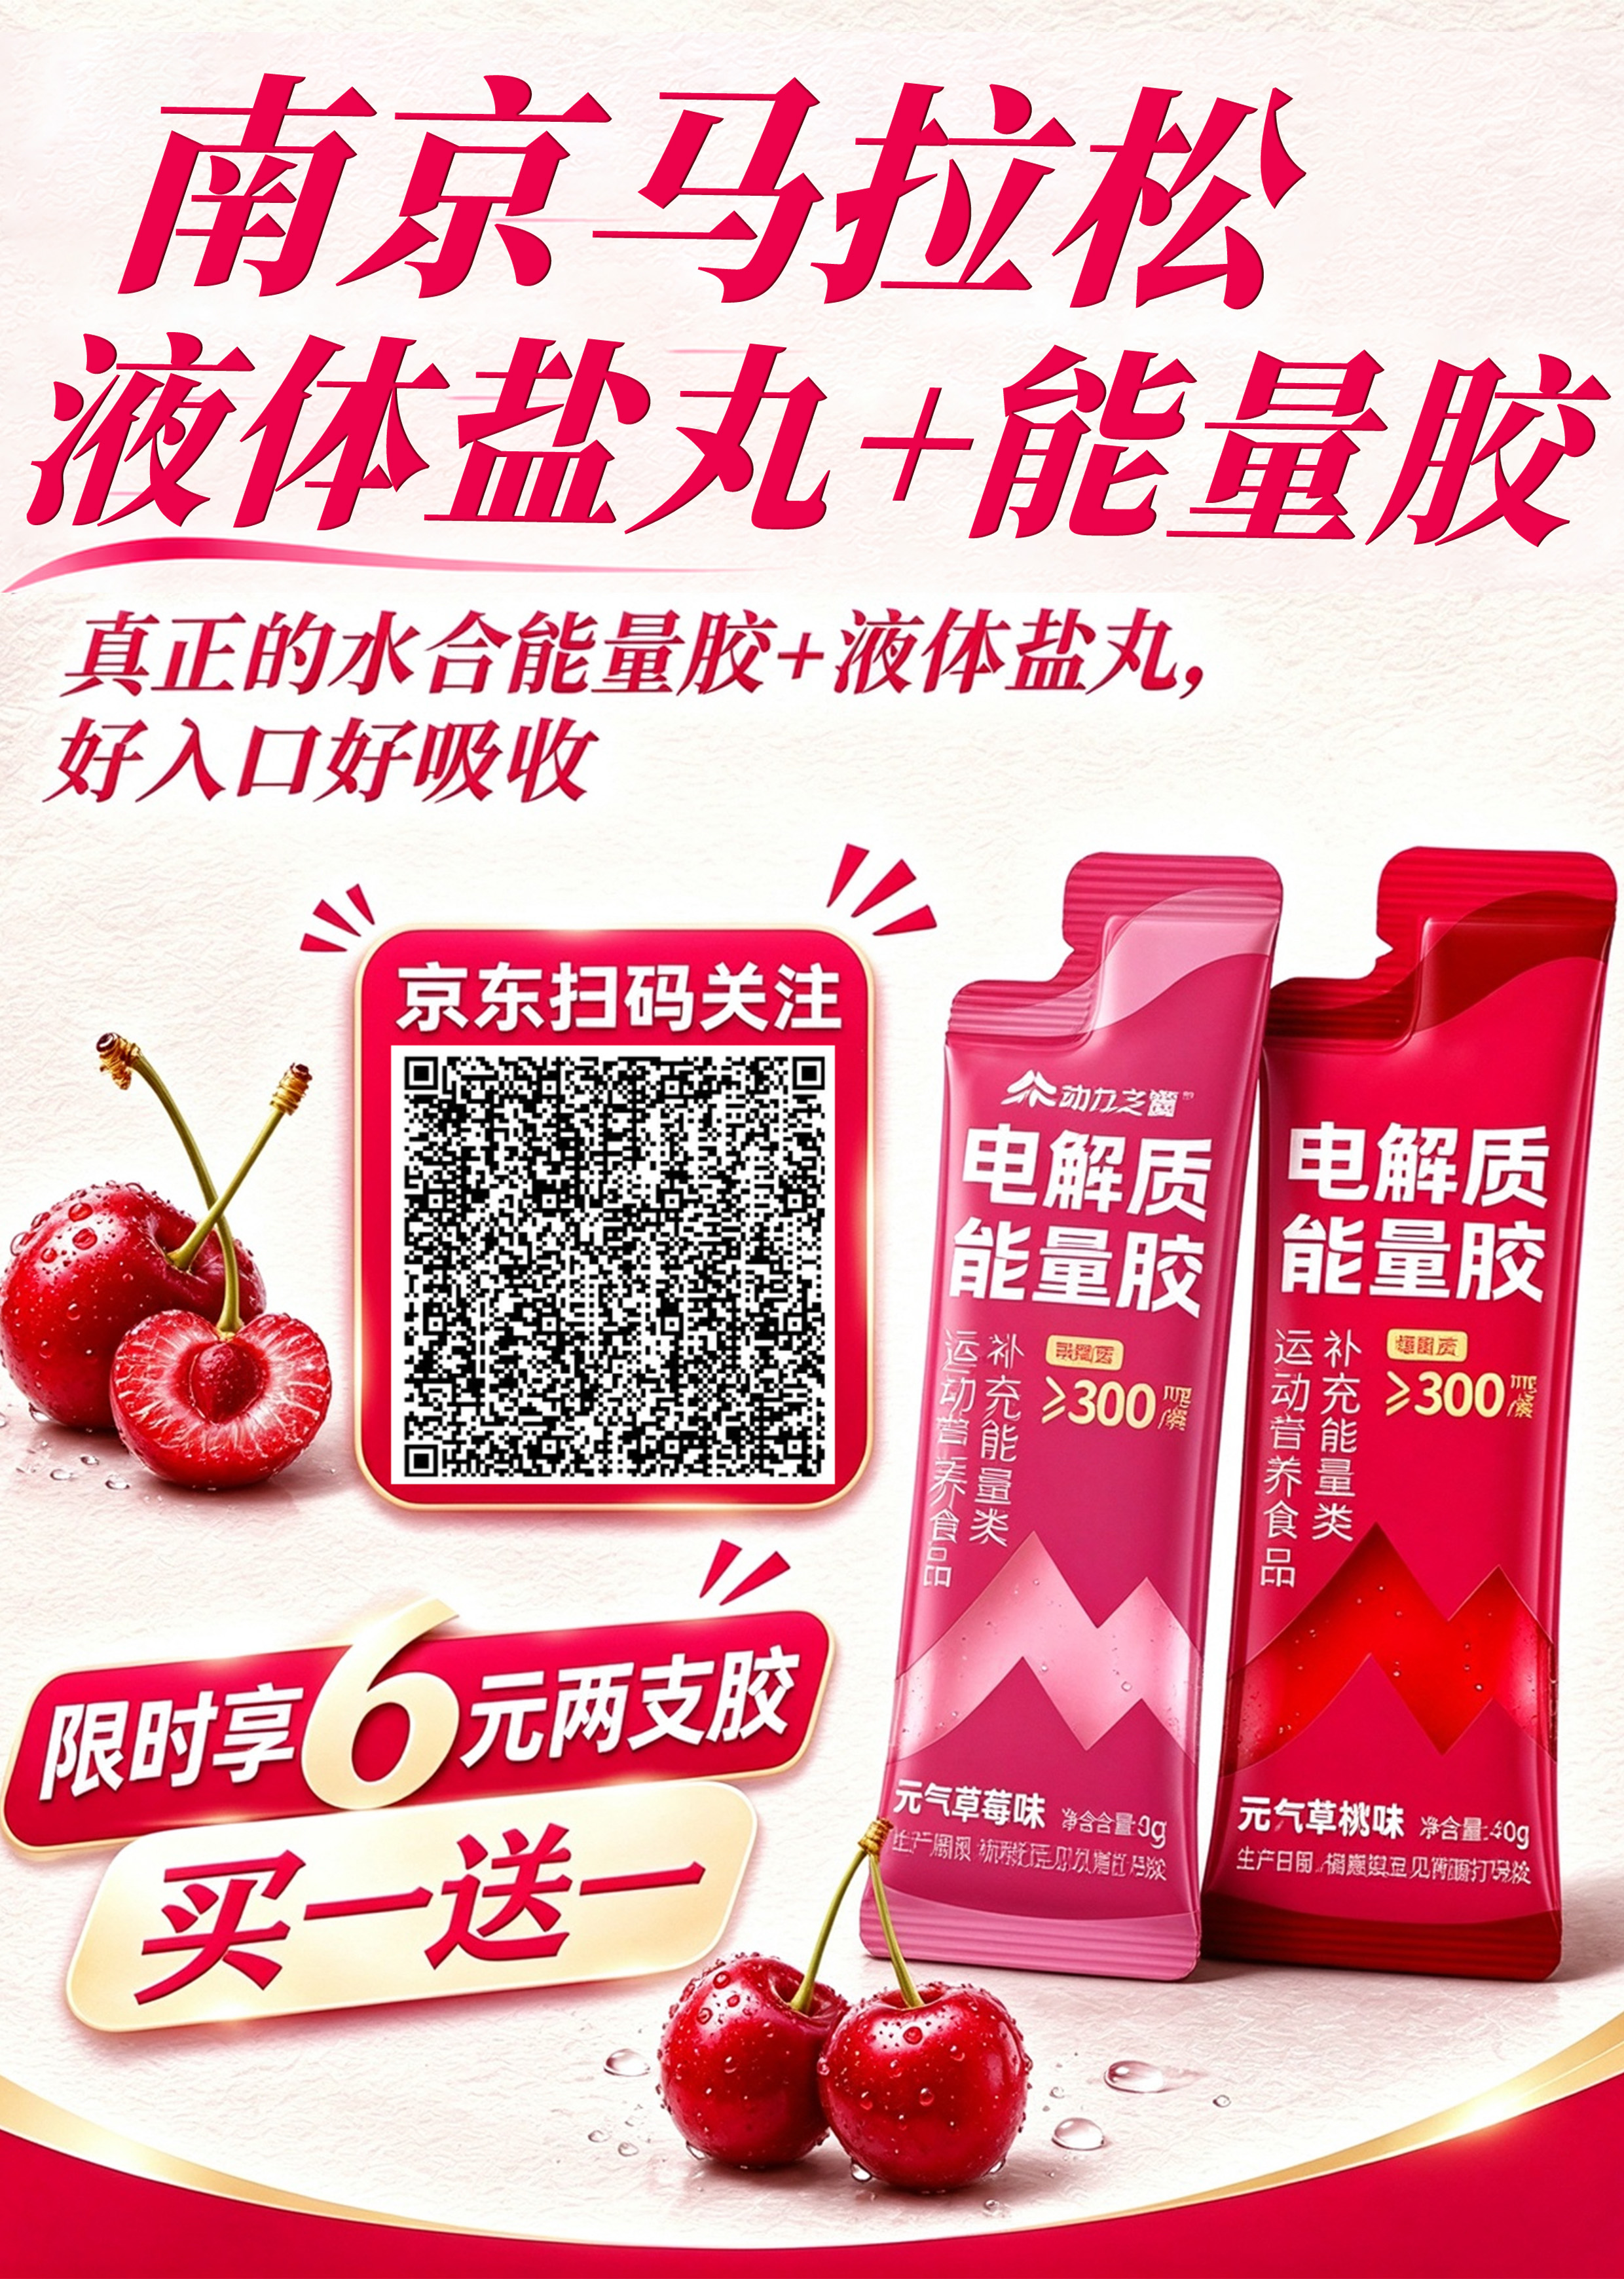 南京马拉松
液体盐丸+能量胶
真正的水合能量胶+液体盐丸，
好入口好吸收
京东扫码关注
动力之
电解质
能量胶
补充能量类
运动营养食品
≥300
元气草莓味
电解质
能量胶
补充能量类
运动营养食品
≥300
元气草桃味 净含量
生产日
限时享6元两支胶
买一送一